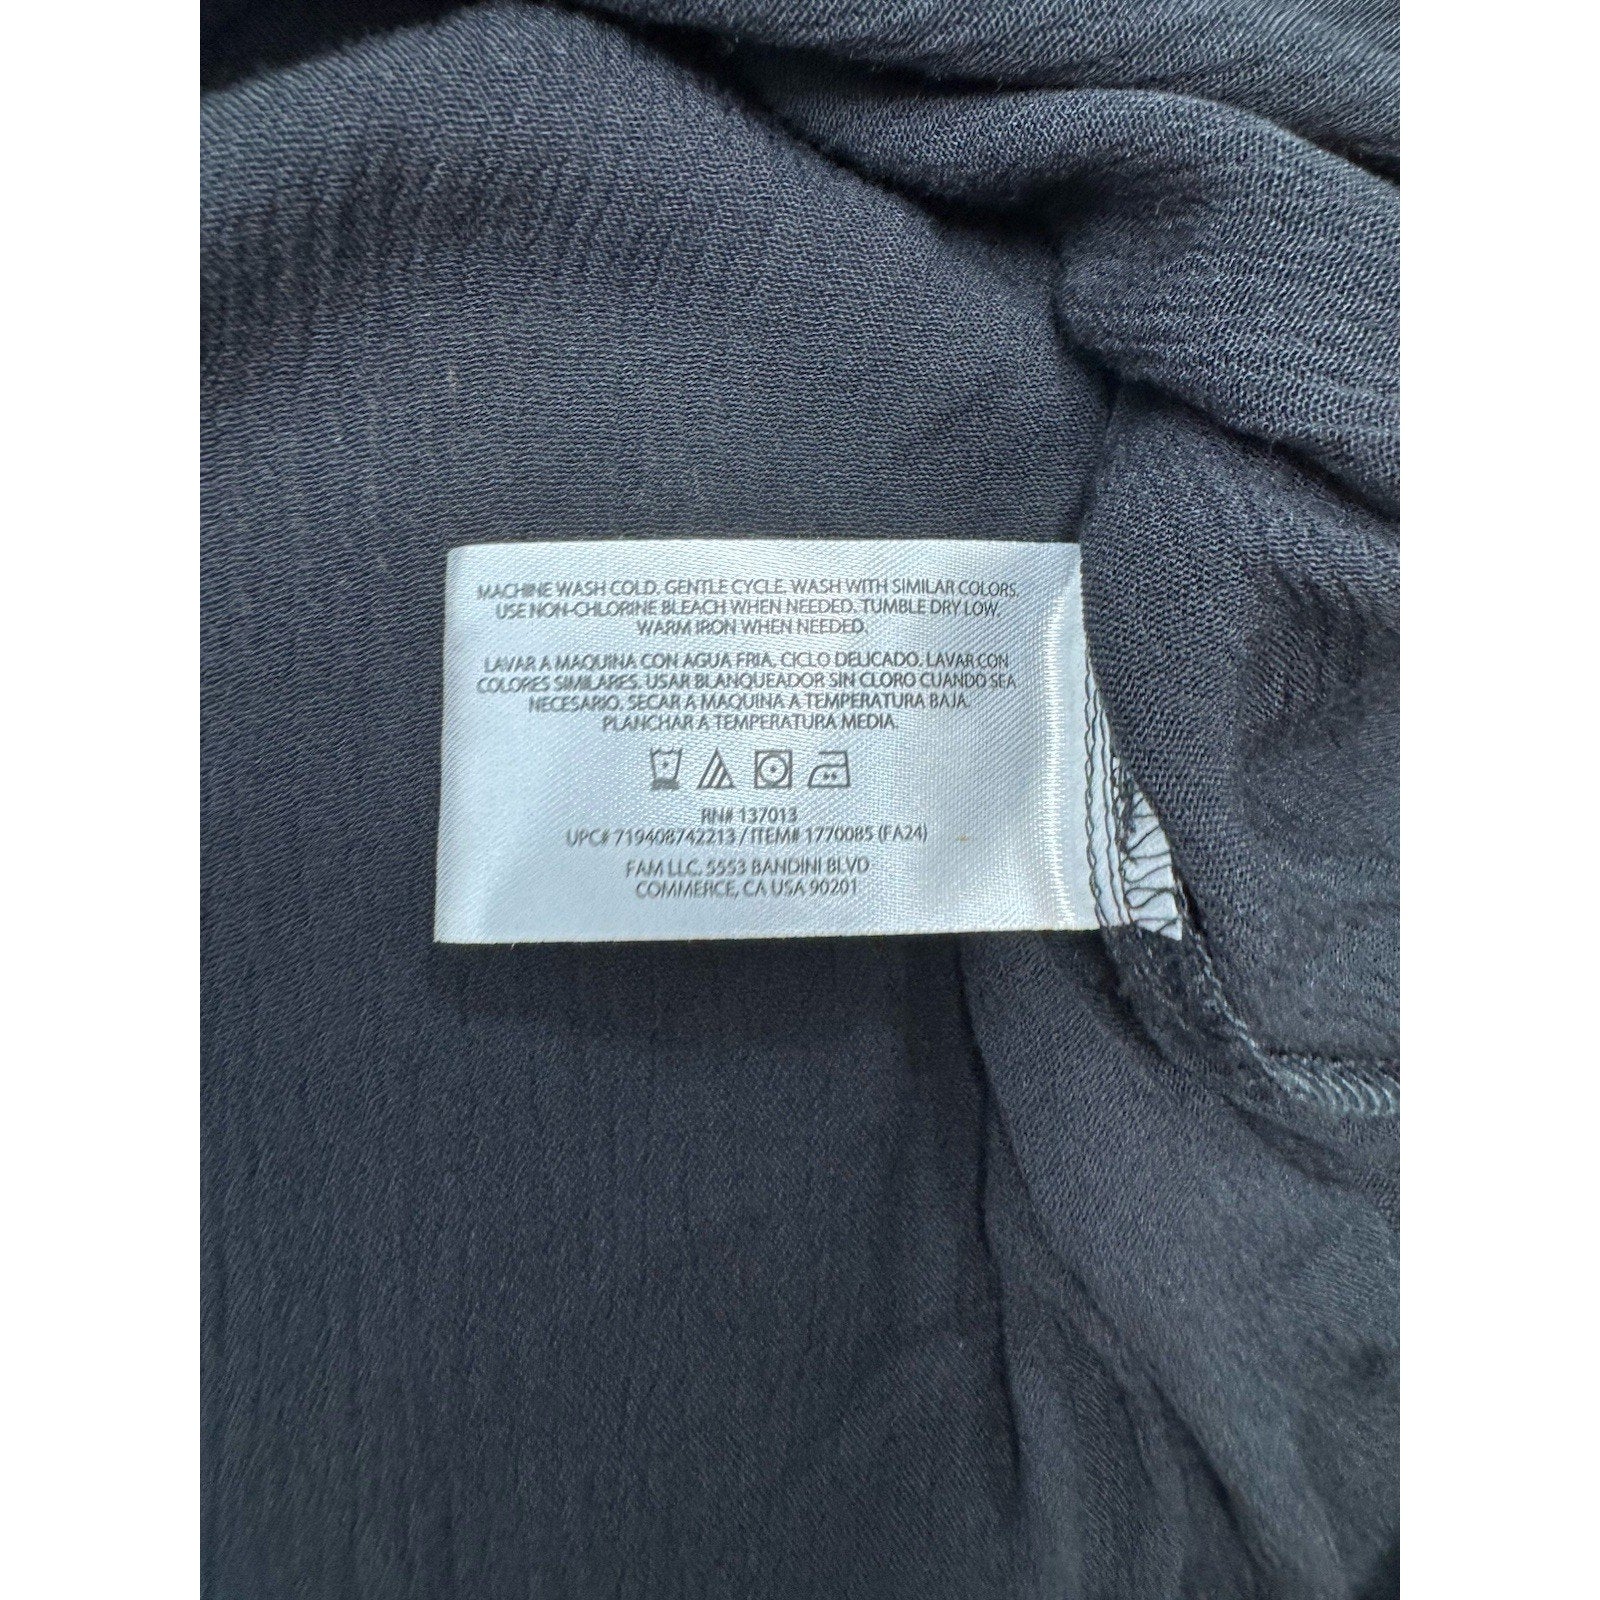 MACHINE WASH COLD. GENTLE CYCLE. WASH WITH SIMILAR COLORS.
USE NON-CHLORINE BLEACH WHEN NEEDED. TUMBLE DRY LOW.
WARM IRON WHEN NEEDED.
LAVAR A MAQUINA CON AGUA FRIA. CICLO DELICADO. LAVAR CON
COLORES SIMILARES. USAR BLANQUEADOR SIN CLORO CUANDO SEA
NECESARIO. SECAR A MAQUINA A TEMPERATURA BAJA.
PLANCHAR A TEMPERATURA MEDIA.
RN# 137013
UPC# 719408742213 / ITEM# 1770085 (FA24)
FAM LLC, 5553 BANDINI BLVD
COMMERCE, CA USA 90201